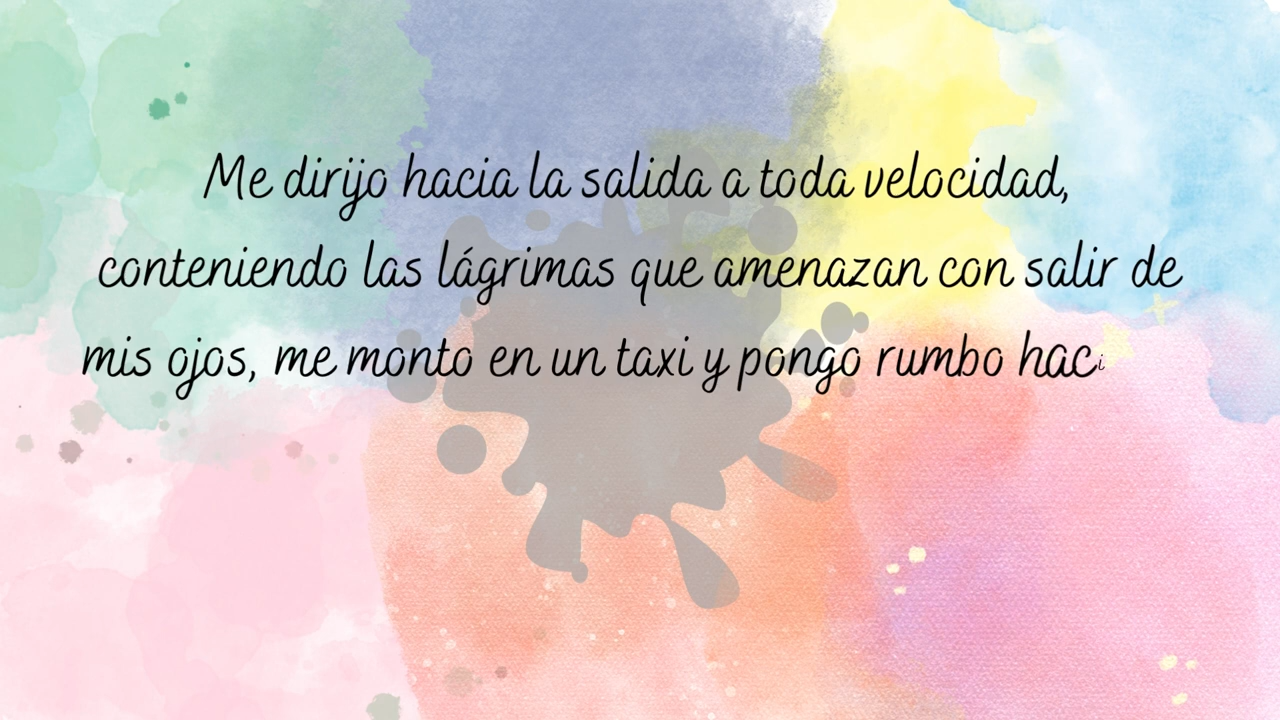 Me dirijo hacia la salida a toda velocidad,
conteniendo las lágrimas que amenazan con salir de
mis ojos, me monto en un taxi y pongo rumbo haci